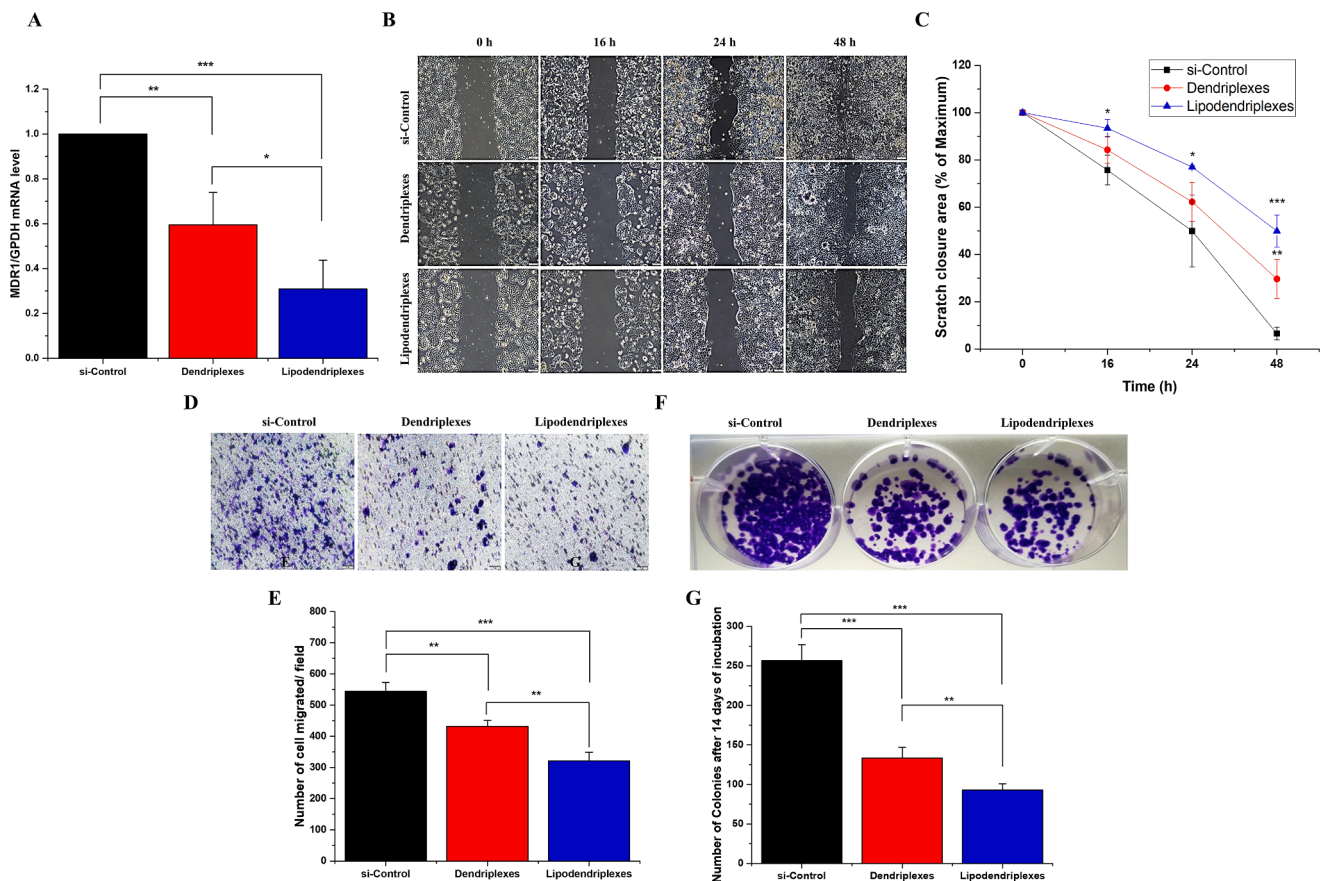 A
MDR1/GPDH mRNA level
1.2
1.0
0.8
0.6
0.4
0.2
0.0
***
**
*
si-Control
Dendriplexes
Lipodendriplexes
B
0 h
16 h
24 h
48 h
si-Control
Dendriplexes
Lipodendriplexes
C
Scratch closure area (% of Maximum)
120
100
80
60
40
20
0
si-Control
Dendriplexes
Lipodendriplexes
*
*
***
**
0
16
24
48
Time (h)
D
si-Control
Dendriplexes
Lipodendriplexes
E
G
F
si-Control
Dendriplexes
Lipodendriplexes
E
Number of cell migrated/ field
800
700
600
500
400
300
200
100
0
***
**
**
si-Control
Dendriplexes
Lipodendriplexes
G
Number of Colonies after 14 days of incubation
300
250
200
150
100
50
0
***
***
**
si-Control
Dendriplexes
Lipodendriplexes